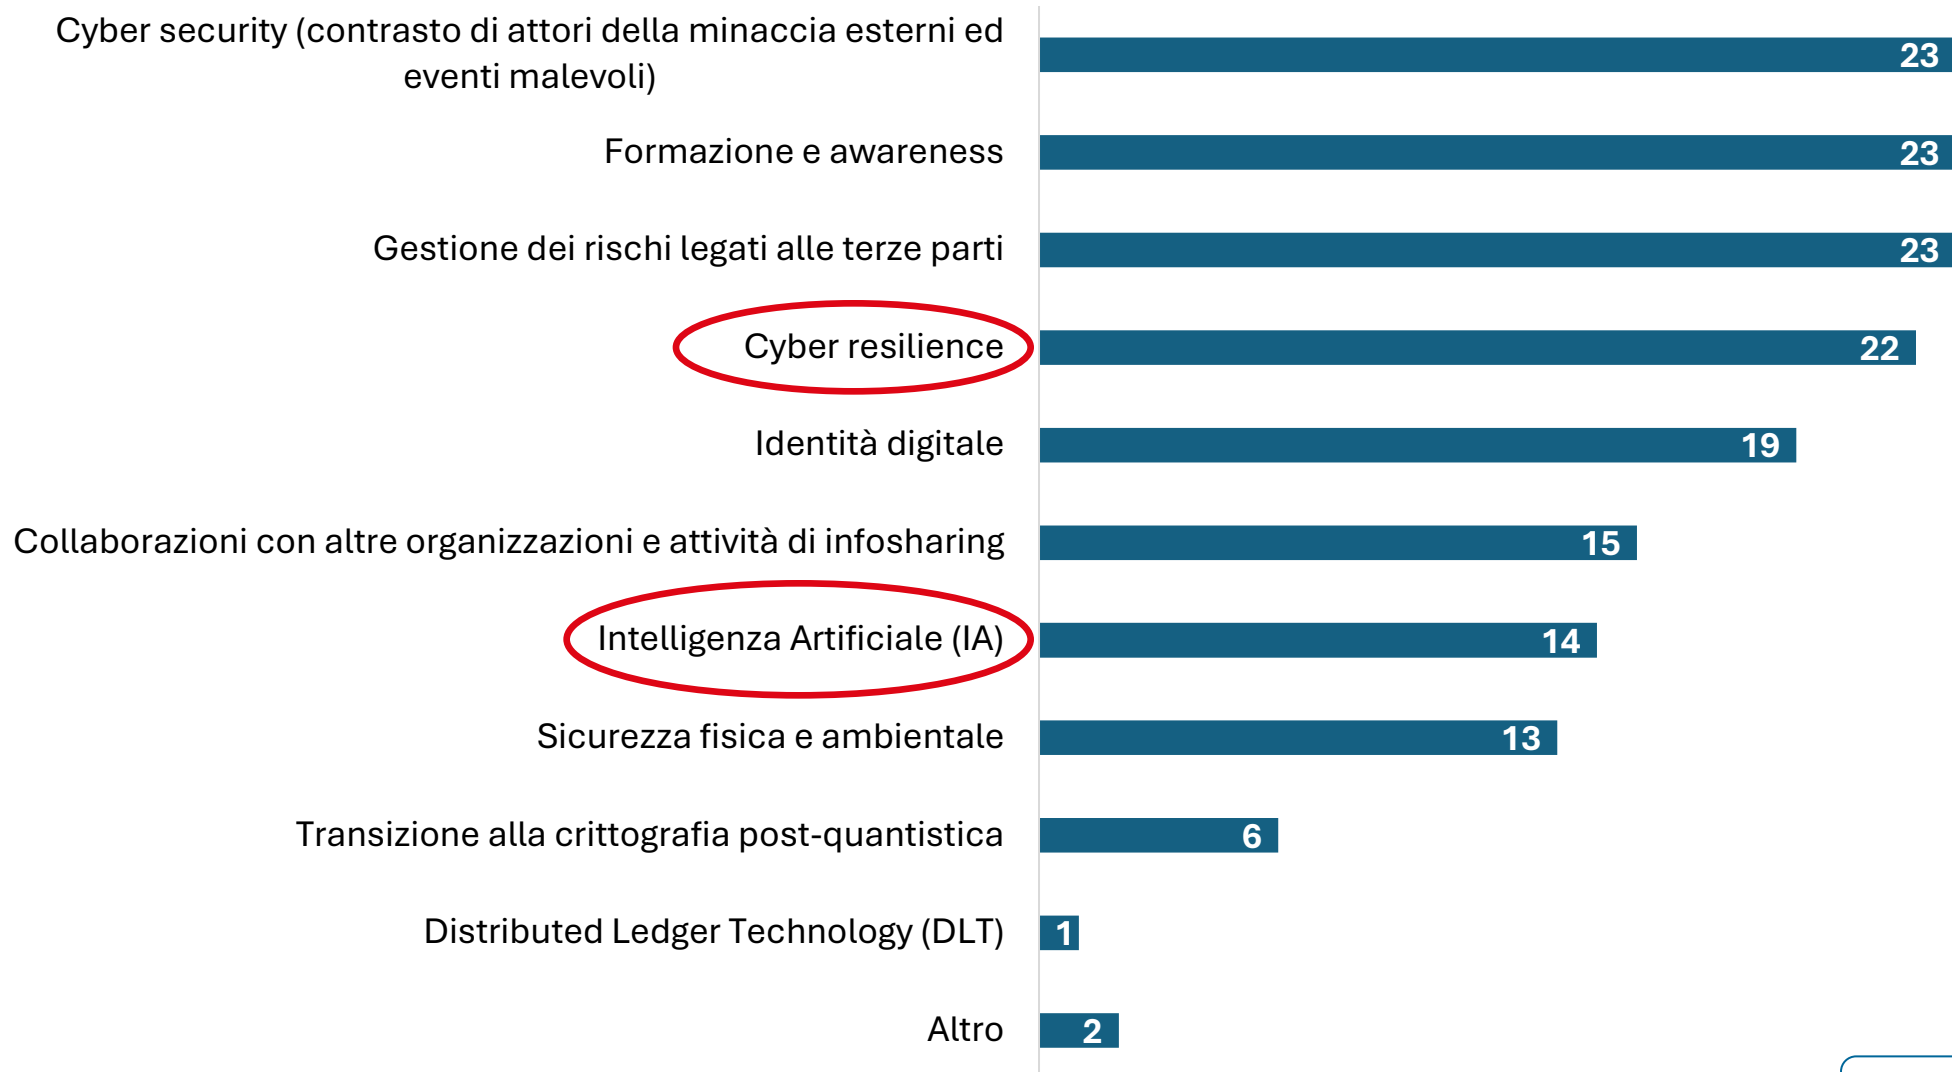 Cyber security (contrasto di attori della minaccia esterni ed
eventi malevoli)
23
Formazione e awareness
23
Gestione dei rischi legati alle terze parti
23
Cyber resilience
22
Identità digitale
19
Collaborazioni con altre organizzazioni e attività di infosharing
15
Intelligenza Artificiale (IA)
14
Sicurezza fisica e ambientale
13
Transizione alla crittografia post-quantistica
6
Distributed Ledger Technology (DLT)
1
Altro
2